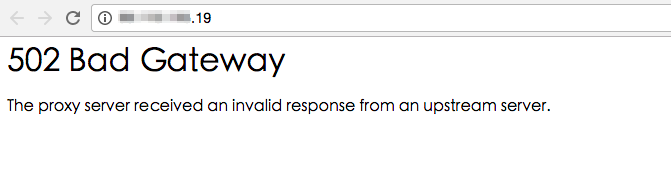 .19
502 Bad Gateway
The proxy server received an invalid response from an upstream server.